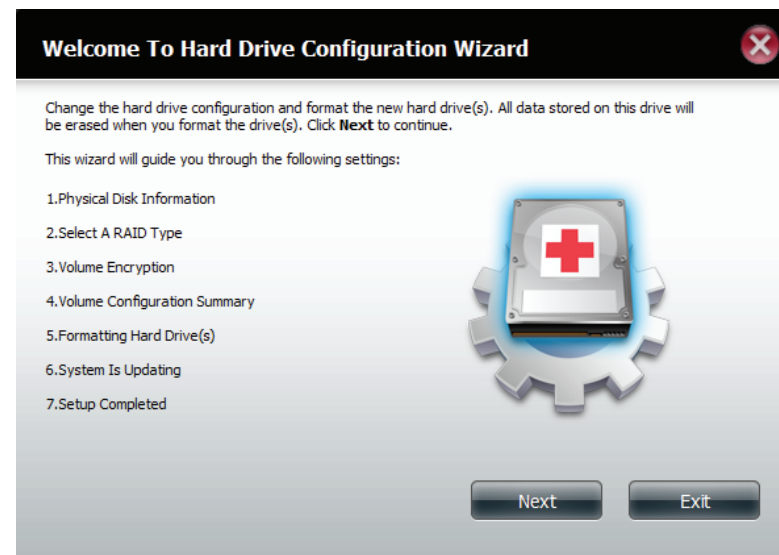 Welcome To Hard Drive Configuration Wizard
Change the hard drive configuration and format the new hard drive(s). All data stored on this drive will
be erased when you format the drive(s). Click Next to continue.
This wizard will guide you through the following settings:
1.Physical Disk Information
2.Select A RAID Type
3.Volume Encryption
4.Volume Configuration Summary
5.Formatting Hard Drive(s)
6.System Is Updating
7.Setup Completed
Next
Exit